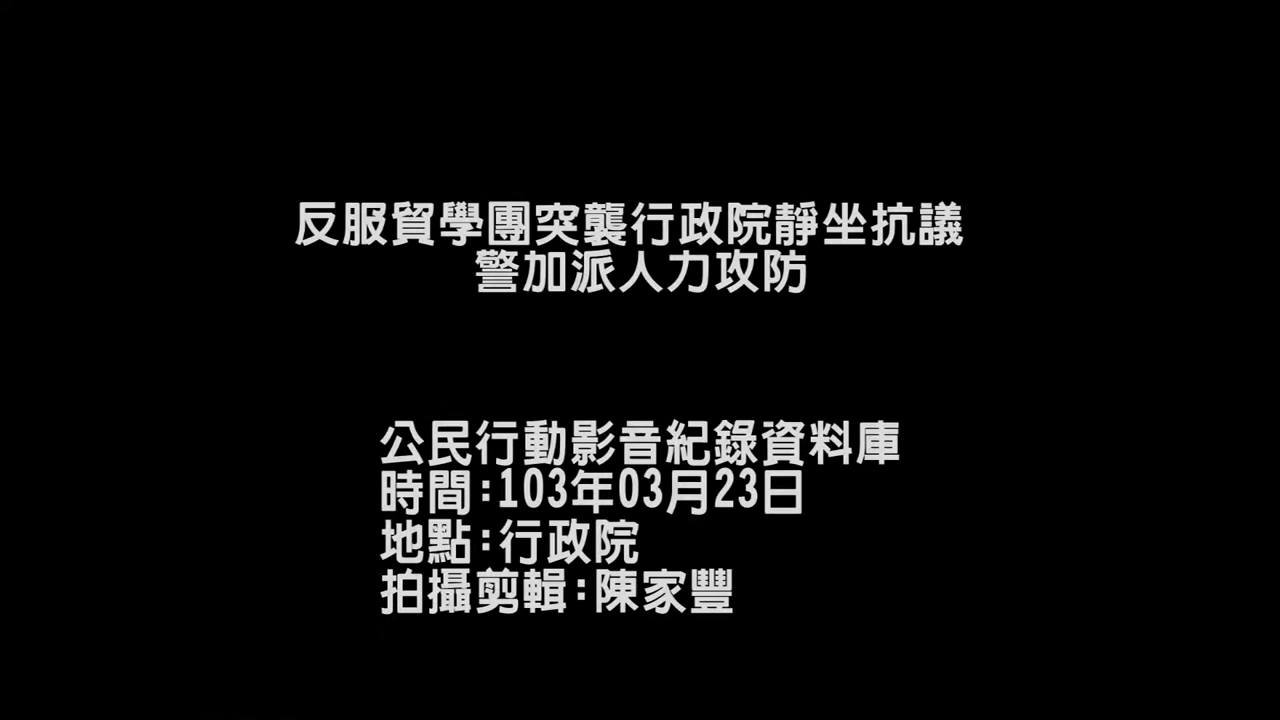 反服貿學團突襲行政院靜坐抗議
警加派人力攻防
公民行動影音紀錄資料庫
時間:103年03月23日
地點:行政院
拍攝剪輯:陳家豐